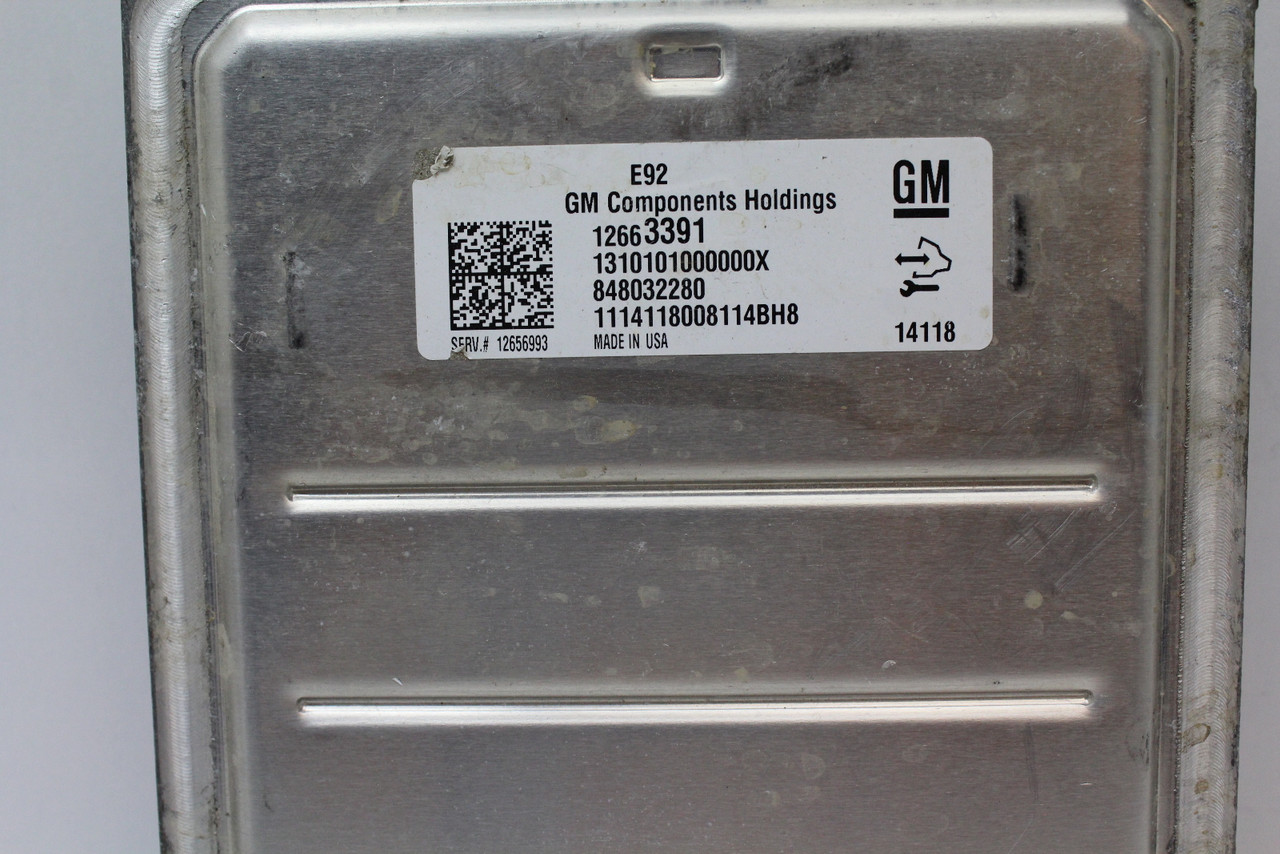 E92
GM
GM Components Holdings
12663391
1310101000000X
848032280
1114118008114BH8
SERV.# 12656993
MADE IN USA
14118